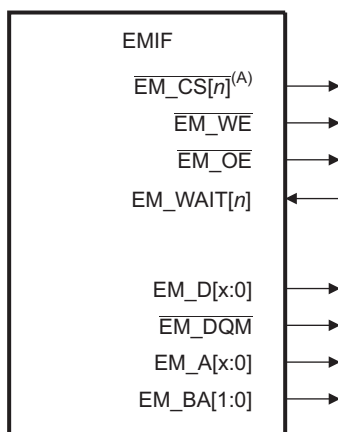 EMIF
EM_CS[n](A)
EM_WE
EM_OE
EM_WAIT[n]
EM_D[x:0]
EM_DQM
EM_A[x:0]
EM_BA[1:0]